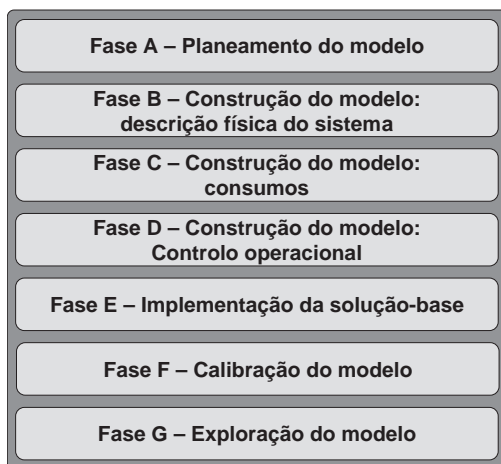 Fase A – Planeamento do modelo
Fase B – Construção do modelo:
descrição física do sistema
Fase C – Construção do modelo:
consumos
Fase D – Construção do modelo:
Controlo operacional
Fase E – Implementação da solução-base
Fase F – Calibração do modelo
Fase G – Exploração do modelo